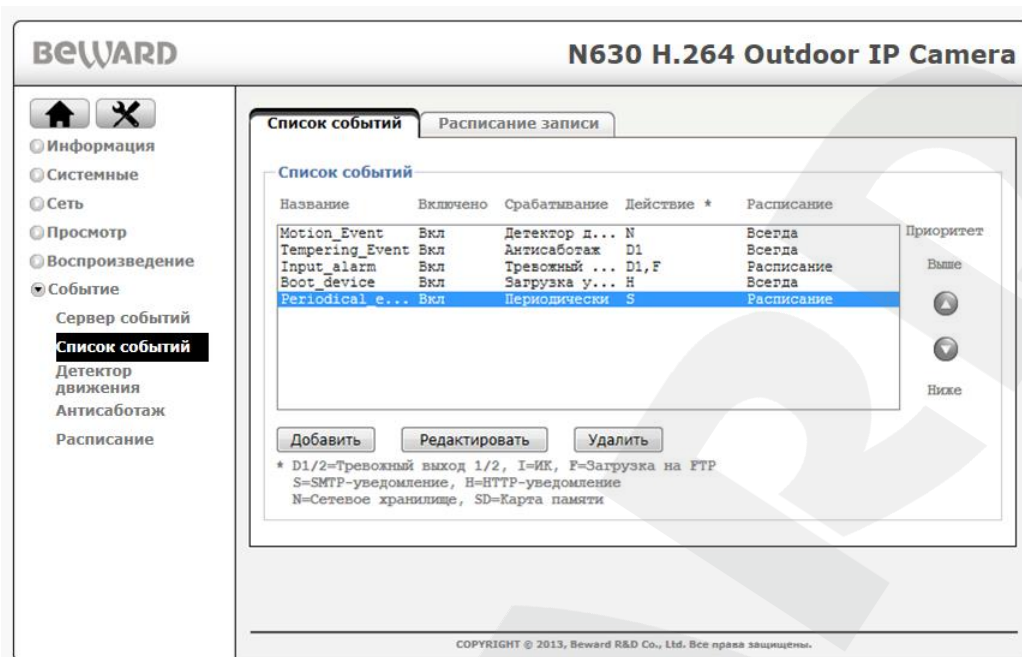 BEWARD
N630 H.264 Outdoor IP Camera
Информация
Системные
Сеть
Просмотр
Воспроизведение
Событие
Сервер событий
Список событий
Детектор
движения
Антисаботаж
Расписание
Список событий Расписание записи
Список событий
Название Включено Срабатывание Действие * Расписание
Motion_Event Вкл Детектор д... N Всегда
Tempering_Event Вкл Антисаботаж D1 Всегда
Input_alarm Вкл Тревожный ... D1,F Расписание
Boot_device Вкл Загрузка у... H Всегда
Periodical_e... Вкл Периодически S Расписание
Приоритет
Выше
Ниже
Добавить Редактировать Удалить
* D1/2=Тревожный выход 1/2, I=ИК, F=Загрузка на FTP
S=SMTP-уведомление, H=HTTP-уведомление
N=Сетевое хранилище, SD=Карта памяти
COPYRIGHT © 2013, Beward R&D Co., Ltd. Все права защищены.